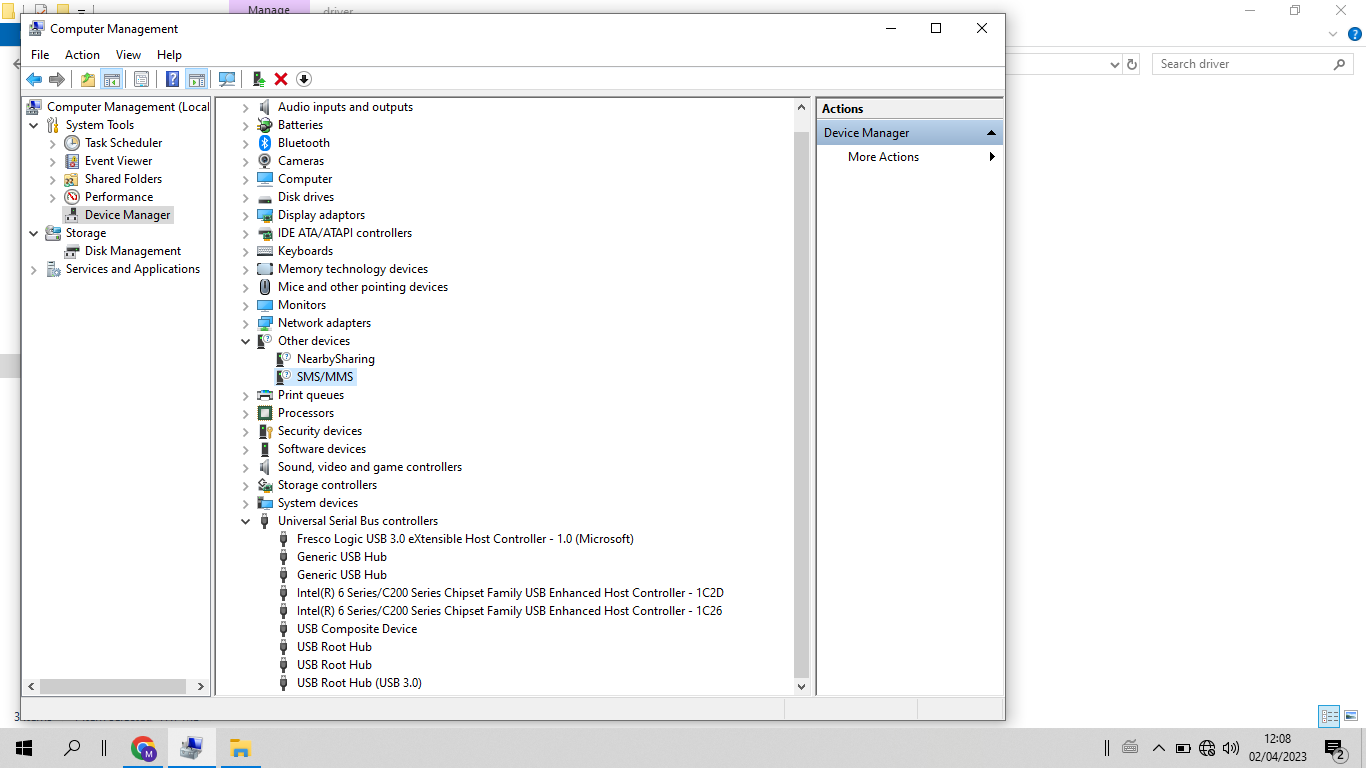 Manage
driver
Computer Management
File Action View Help
Search driver
Computer Management (Local
System Tools
Task Scheduler
Event Viewer
Shared Folders
Performance
Device Manager
Storage
Disk Management
Services and Applications
Audio inputs and outputs
Batteries
Bluetooth
Cameras
Computer
Disk drives
Display adaptors
IDE ATA/ATAPI controllers
Keyboards
Memory technology devices
Mice and other pointing devices
Monitors
Network adapters
Other devices
NearbySharing
SMS/MMS
Print queues
Processors
Security devices
Software devices
Sound, video and game controllers
Storage controllers
System devices
Universal Serial Bus controllers
Fresco Logic USB 3.0 eXtensible Host Controller - 1.0 (Microsoft)
Generic USB Hub
Generic USB Hub
Intel(R) 6 Series/C200 Series Chipset Family USB Enhanced Host Controller - 1C2D
Intel(R) 6 Series/C200 Series Chipset Family USB Enhanced Host Controller - 1C26
USB Composite Device
USB Root Hub
USB Root Hub
USB Root Hub (USB 3.0)
Actions
Device Manager
More Actions
M
12:08
02/04/2023
2